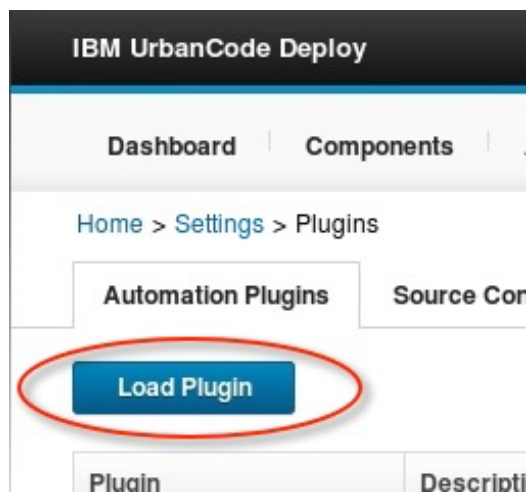 IBM UrbanCode Deploy
Dashboard Components
Home > Settings > Plugins
Automation Plugins Source Con
Load Plugin
Plugin Descripti